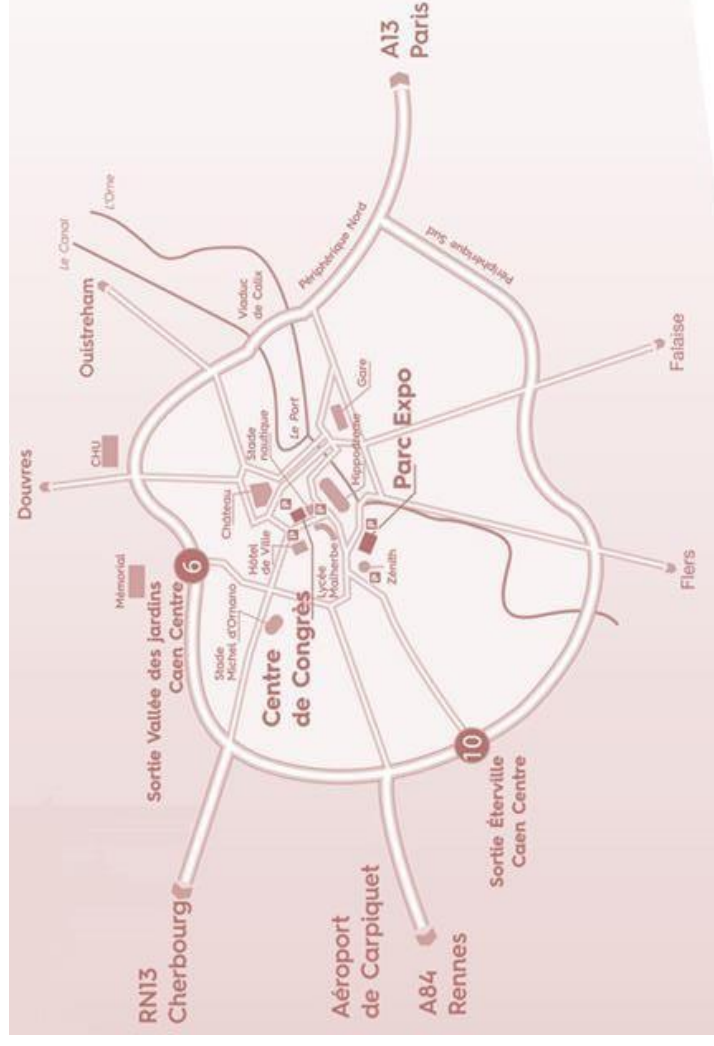 Douvres
Ouistreham
Le Canal
L'Orne
CHU
Mémorial
Viaduc
de Calix
Sortie Vallée des jardins
Caen Centre
6
Château
Stade
nautique
Le Port
Périphérique Nord
A13
Paris
RN13
Cherbourg
Stade
Michel d'Ornano
Hôtel
de Ville
P
P
P
Centre
de Congrès
Lycée
Malherbe
Hippodrome
Gare
Périphérique Sud
Parc Expo
P
P
Zénith
Aéroport
de Carpiquet
A84
Rennes
10
Sortie Éterville
Caen Centre
Flers
Falaise